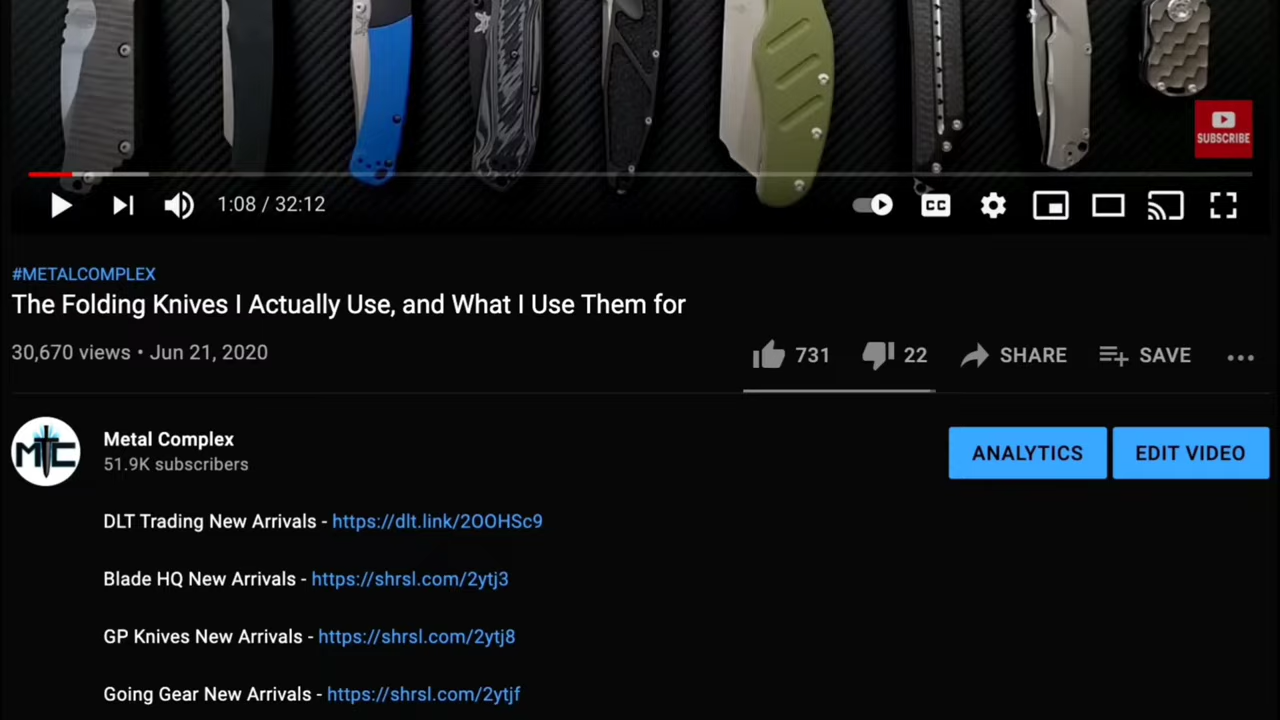 SUBSCRIBE
1:08 / 32:12
CC
#METALCOMPLEX
The Folding Knives I Actually Use, and What I Use Them for
30,670 views • Jun 21, 2020
731
22
SHARE
SAVE
MTC
Metal Complex
51.9K subscribers
ANALYTICS
EDIT VIDEO
DLT Trading New Arrivals - https://dlt.link/2OOHSc9
Blade HQ New Arrivals - https://shrsl.com/2ytj3
GP Knives New Arrivals - https://shrsl.com/2ytj8
Going Gear New Arrivals - https://shrsl.com/2ytjf